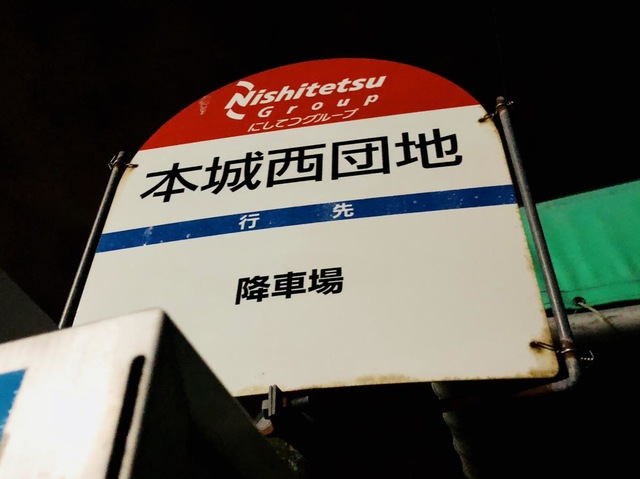 Nishitetsu
Group
にしてつグループ
本城西団地
行先
降車場